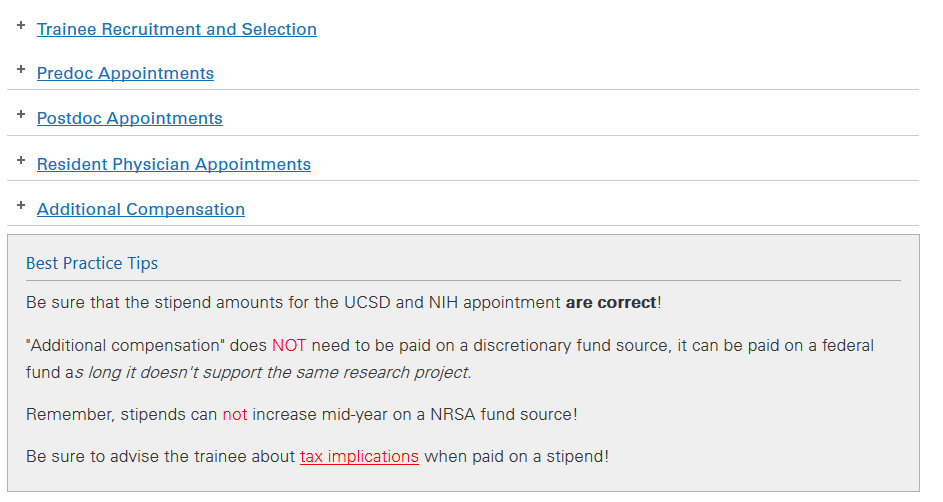 + Trainee Recruitment and Selection
+ Predoc Appointments
+ Postdoc Appointments
+ Resident Physician Appointments
+ Additional Compensation
Best Practice Tips
Be sure that the stipend amounts for the UCSD and NIH appointment are correct!
"Additional compensation" does NOT need to be paid on a discretionary fund source, it can be paid on a federal
fund as long it doesn't support the same research project.
Remember, stipends can not increase mid-year on a NRSA fund source!
Be sure to advise the trainee about tax implications when paid on a stipend!